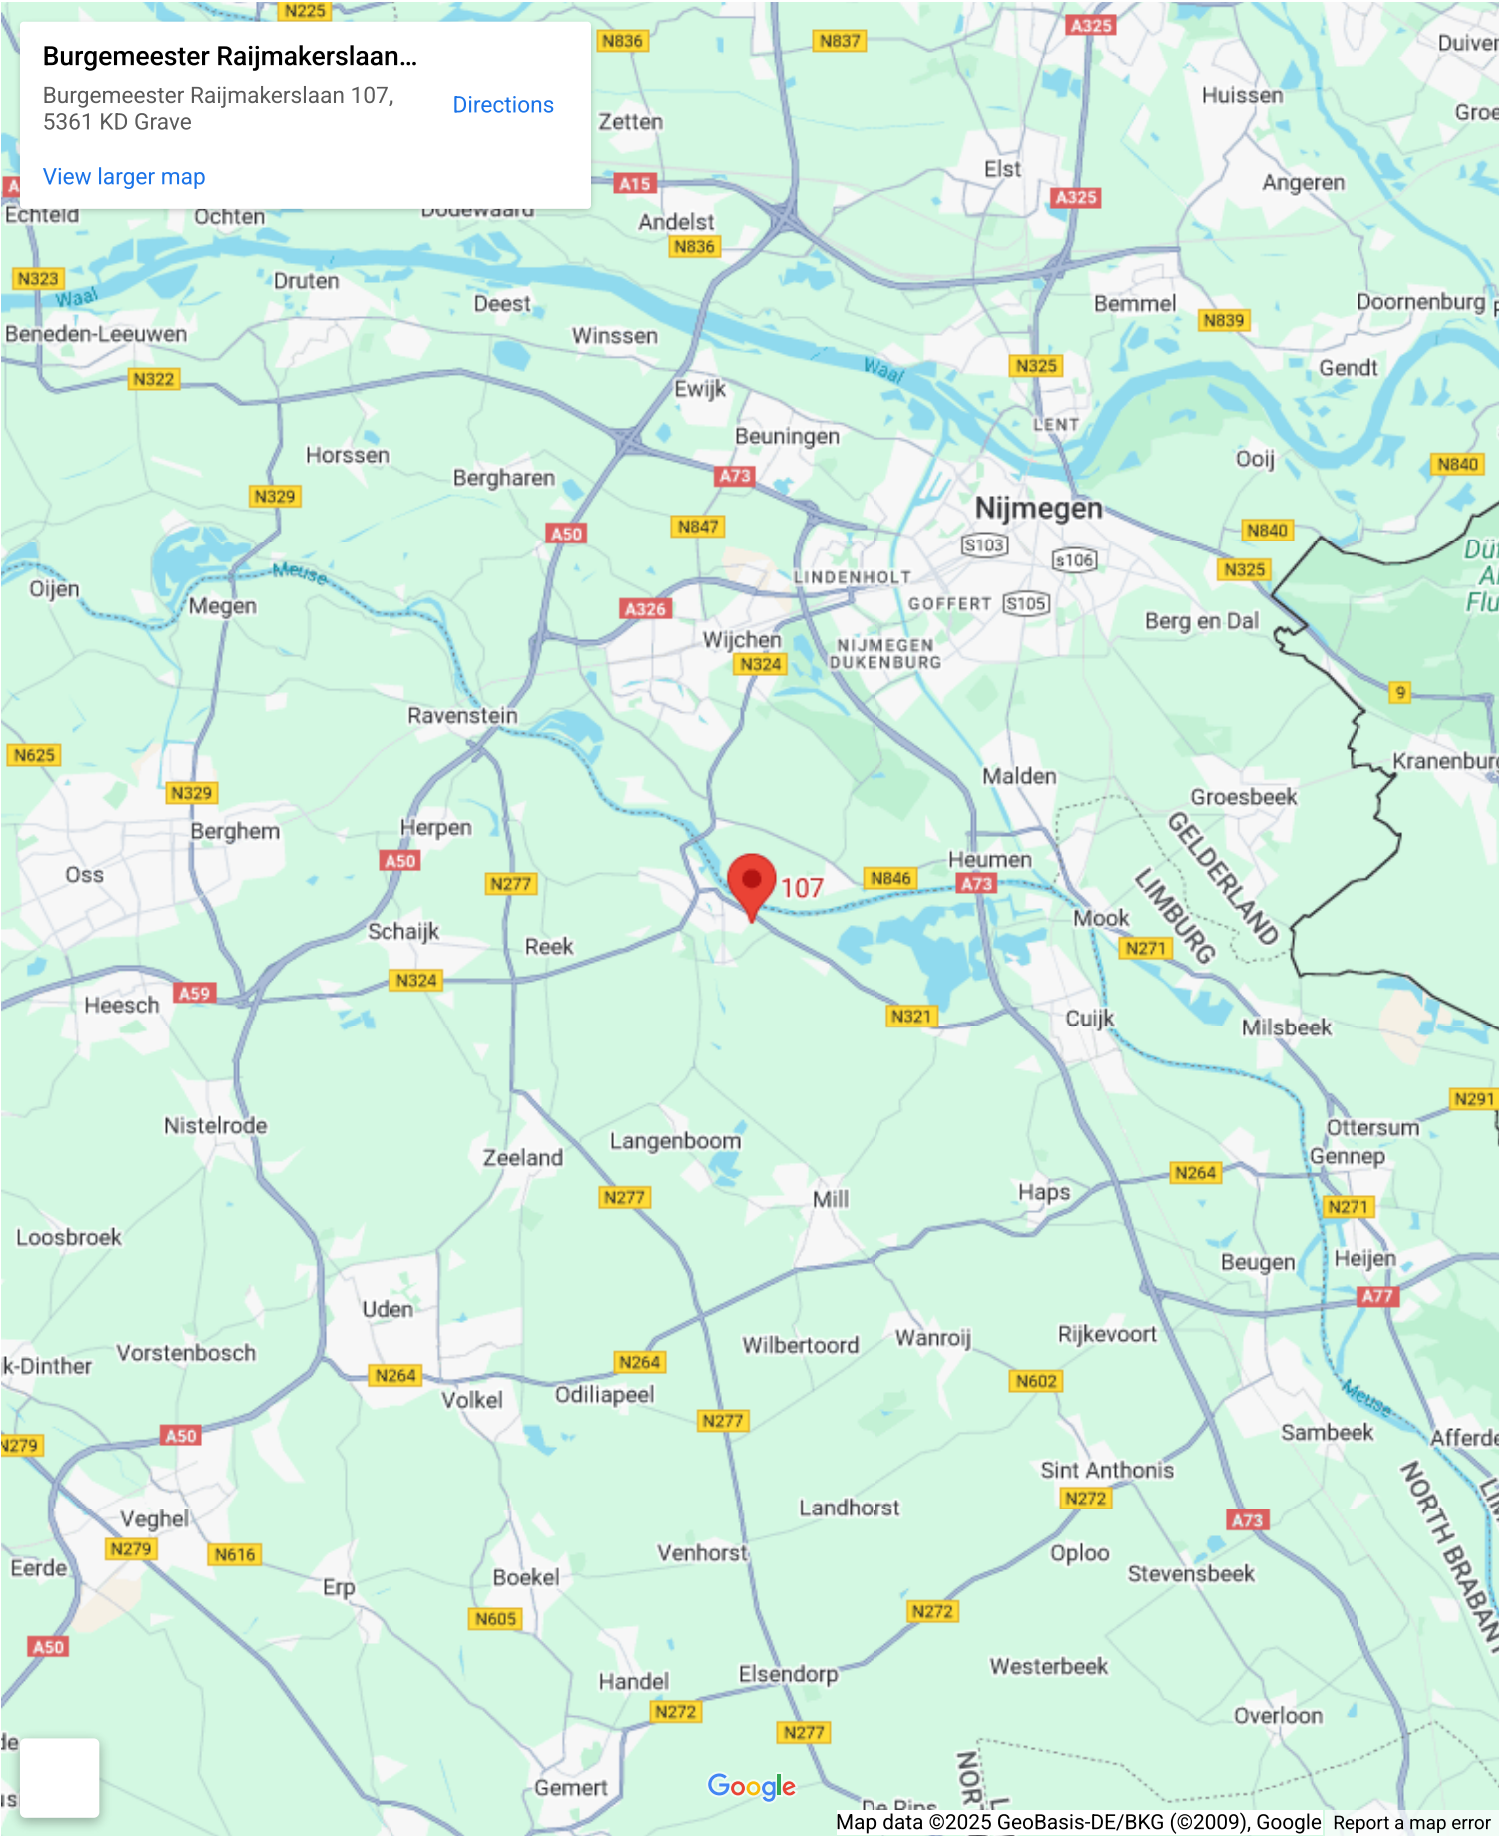 N225
Burgemeester Raijmakerslaan...
Burgemeester Raijmakerslaan 107,
5361 KD Grave
Directions
View larger map
N836
N837
A325
Huissen
Zetten
Elst
A15
A325
Angeren
Echteld
Ochten
Dodewaard
Andelst
N836
N323
Druten
Waal
Deest
Bemmel
Doornenburg
N839
Beneden-Leeuwen
Winssen
Waal
N325
Gendt
N322
Ewijk
LENT
Beuningen
Horssen
Ooij
N840
Bergharen
A73
N329
Nijmegen
N847
A50
N840
S103
s106
N325
Meuse
Oijen
LINDENHOLT
Megen
A326
GOFFERT
S105
Berg en Dal
Wijchen
NIJMEGEN
DUKENBURG
N324
9
Ravenstein
N625
Kranenburg
Malden
N329
Groesbeek
Berghem
Herpen
GELDERLAND
A50
Heumen
Oss
N277
107
N846
A73
LIMBURG
Mook
Schaijk
Reek
N271
N324
A59
Heesch
N321
Cuijk
Milsbeek
N291
Nistelrode
Ottersum
Langenboom
Zeeland
Gennep
N264
N277
Mill
Haps
N271
Loosbroek
Beugen
Heijen
A77
Uden
Vorstenbosch
Wilbertoord
Wanroij
Rijkevoort
k-Dinther
N264
N264
N602
Volkel
Odiliapeel
Meuse
N277
A50
N279
Sambeek
Sint Anthonis
N272
NORTH BRABANT
Veghel
Landhorst
A73
N279
N616
Venhorst
Oploo
Eerde
Erp
Boekel
Stevensbeek
N605
N272
A50
Westerbeek
Elsendorp
Handel
N272
Overloon
N277
Gemert
Google
De Rips
Map data ©2025 GeoBasis-DE/BKG (©2009), Google
Report a map error